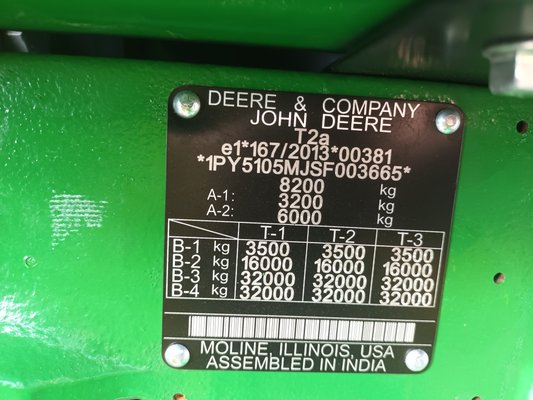 DEERE & COMPANY
JOHN DEERE
T2a
e1*167/2013*00381
*1PY5105MJSF003665*
8200 kg
A-1: 3200 kg
A-2: 6000 kg
T-1 T-2 T-3
B-1 kg 3500 3500 3500
B-2 kg 16000 16000 16000
B-3 kg 32000 32000 32000
B-4 kg 32000 32000 32000
MOLINE, ILLINOIS, USA
ASSEMBLED IN INDIA